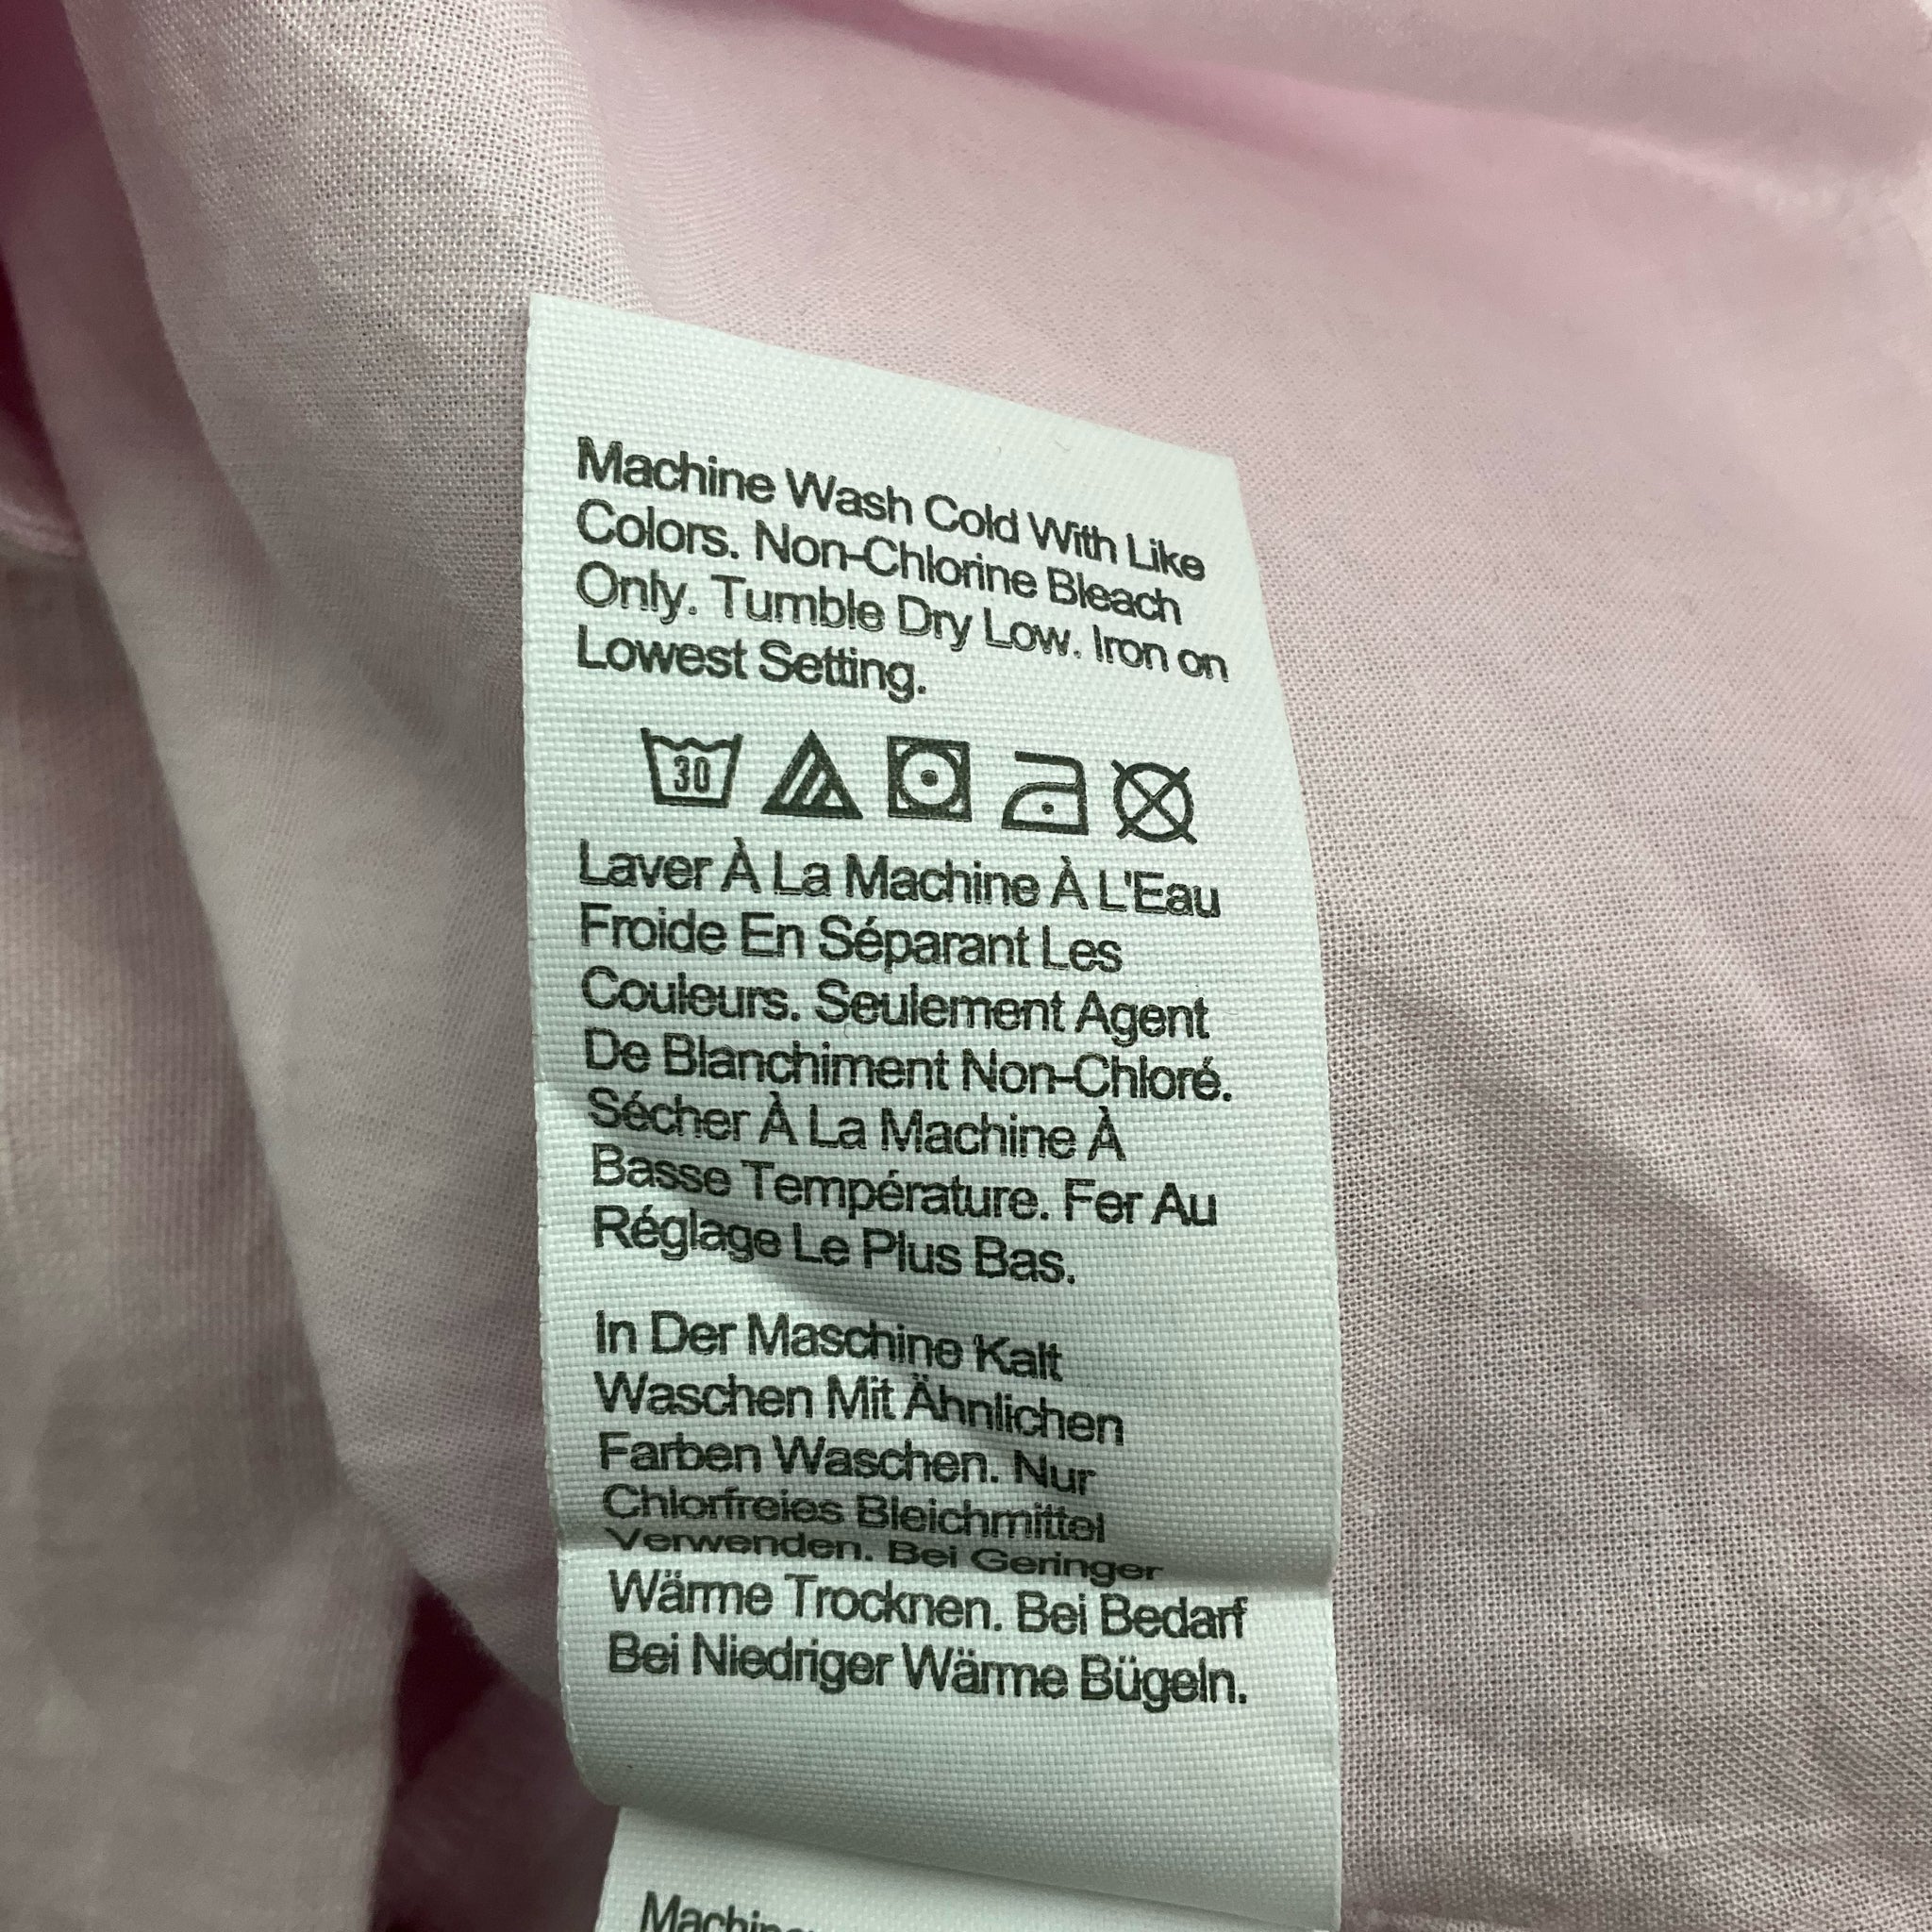 Machine Wash Cold With Like
Colors. Non-Chlorine Bleach
Only. Tumble Dry Low. Iron on
Lowest Setting.
30
Laver À La Machine À L'Eau
Froide En Séparant Les
Couleurs. Seulement Agent
De Blanchiment Non-Chloré.
Sécher À La Machine À
Basse Température. Fer Au
Réglage Le Plus Bas.
In Der Maschine Kalt
Waschen Mit Ähnlichen
Farben Waschen. Nur
Chlorfreies Bleichmittel
Verwenden. Bei Geringer
Wärme Trocknen. Bei Bedarf
Bei Niedriger Wärme Bügeln.